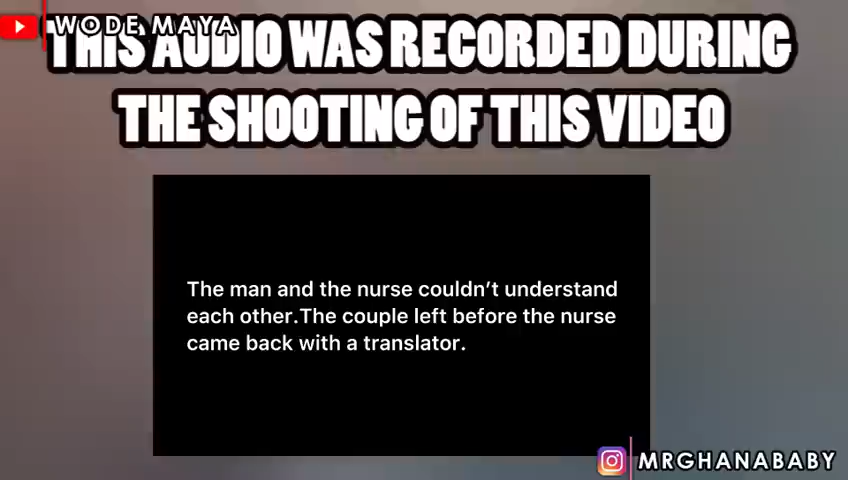 WODE MAYA
THIS AUDIO WAS RECORDED DURING
THE SHOOTING OF THIS VIDEO
The man and the nurse couldn’t understand
each other.The couple left before the nurse
came back with a translator.
MRGHANABABY